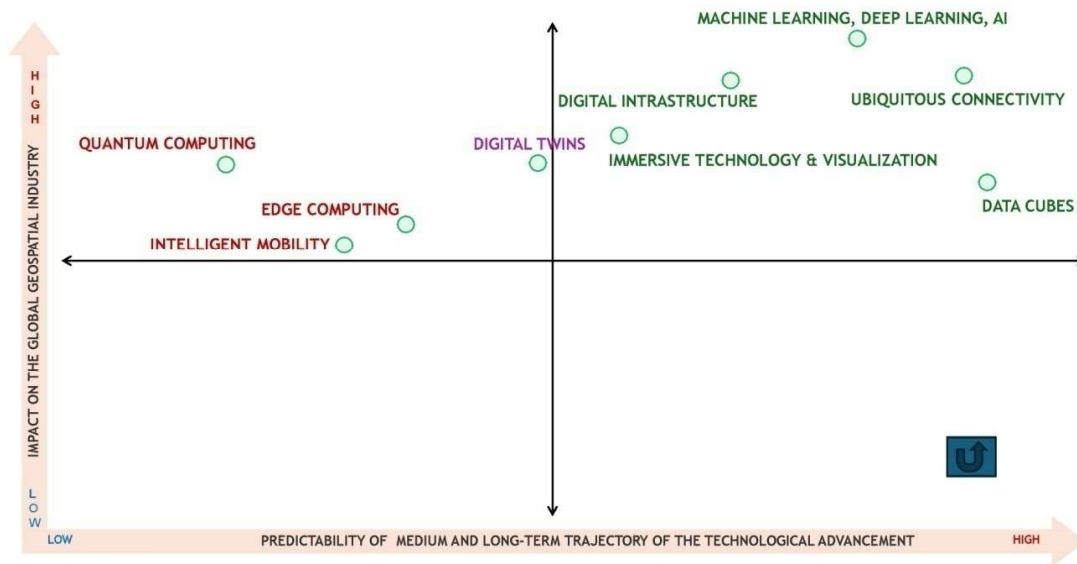 MACHINE LEARNING, DEEP LEARNING, AI
HIGH
DIGITAL INTRASTRUCTURE
UBIQUITOUS CONNECTIVITY
QUANTUM COMPUTING
DIGITAL TWINS
IMMERSIVE TECHNOLOGY & VISUALIZATION
EDGE COMPUTING
DATA CUBES
INTELLIGENT MOBILITY
IMPACT ON THE GLOBAL GEOSPATIAL INDUSTRY
LOW
LOW
PREDICTABILITY OF MEDIUM AND LONG-TERM TRAJECTORY OF THE TECHNOLOGICAL ADVANCEMENT
HIGH